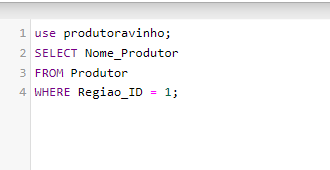 1 use produtoravinho;
2 SELECT Nome_Produtor
3 FROM Produtor
4 WHERE Regiao_ID = 1;